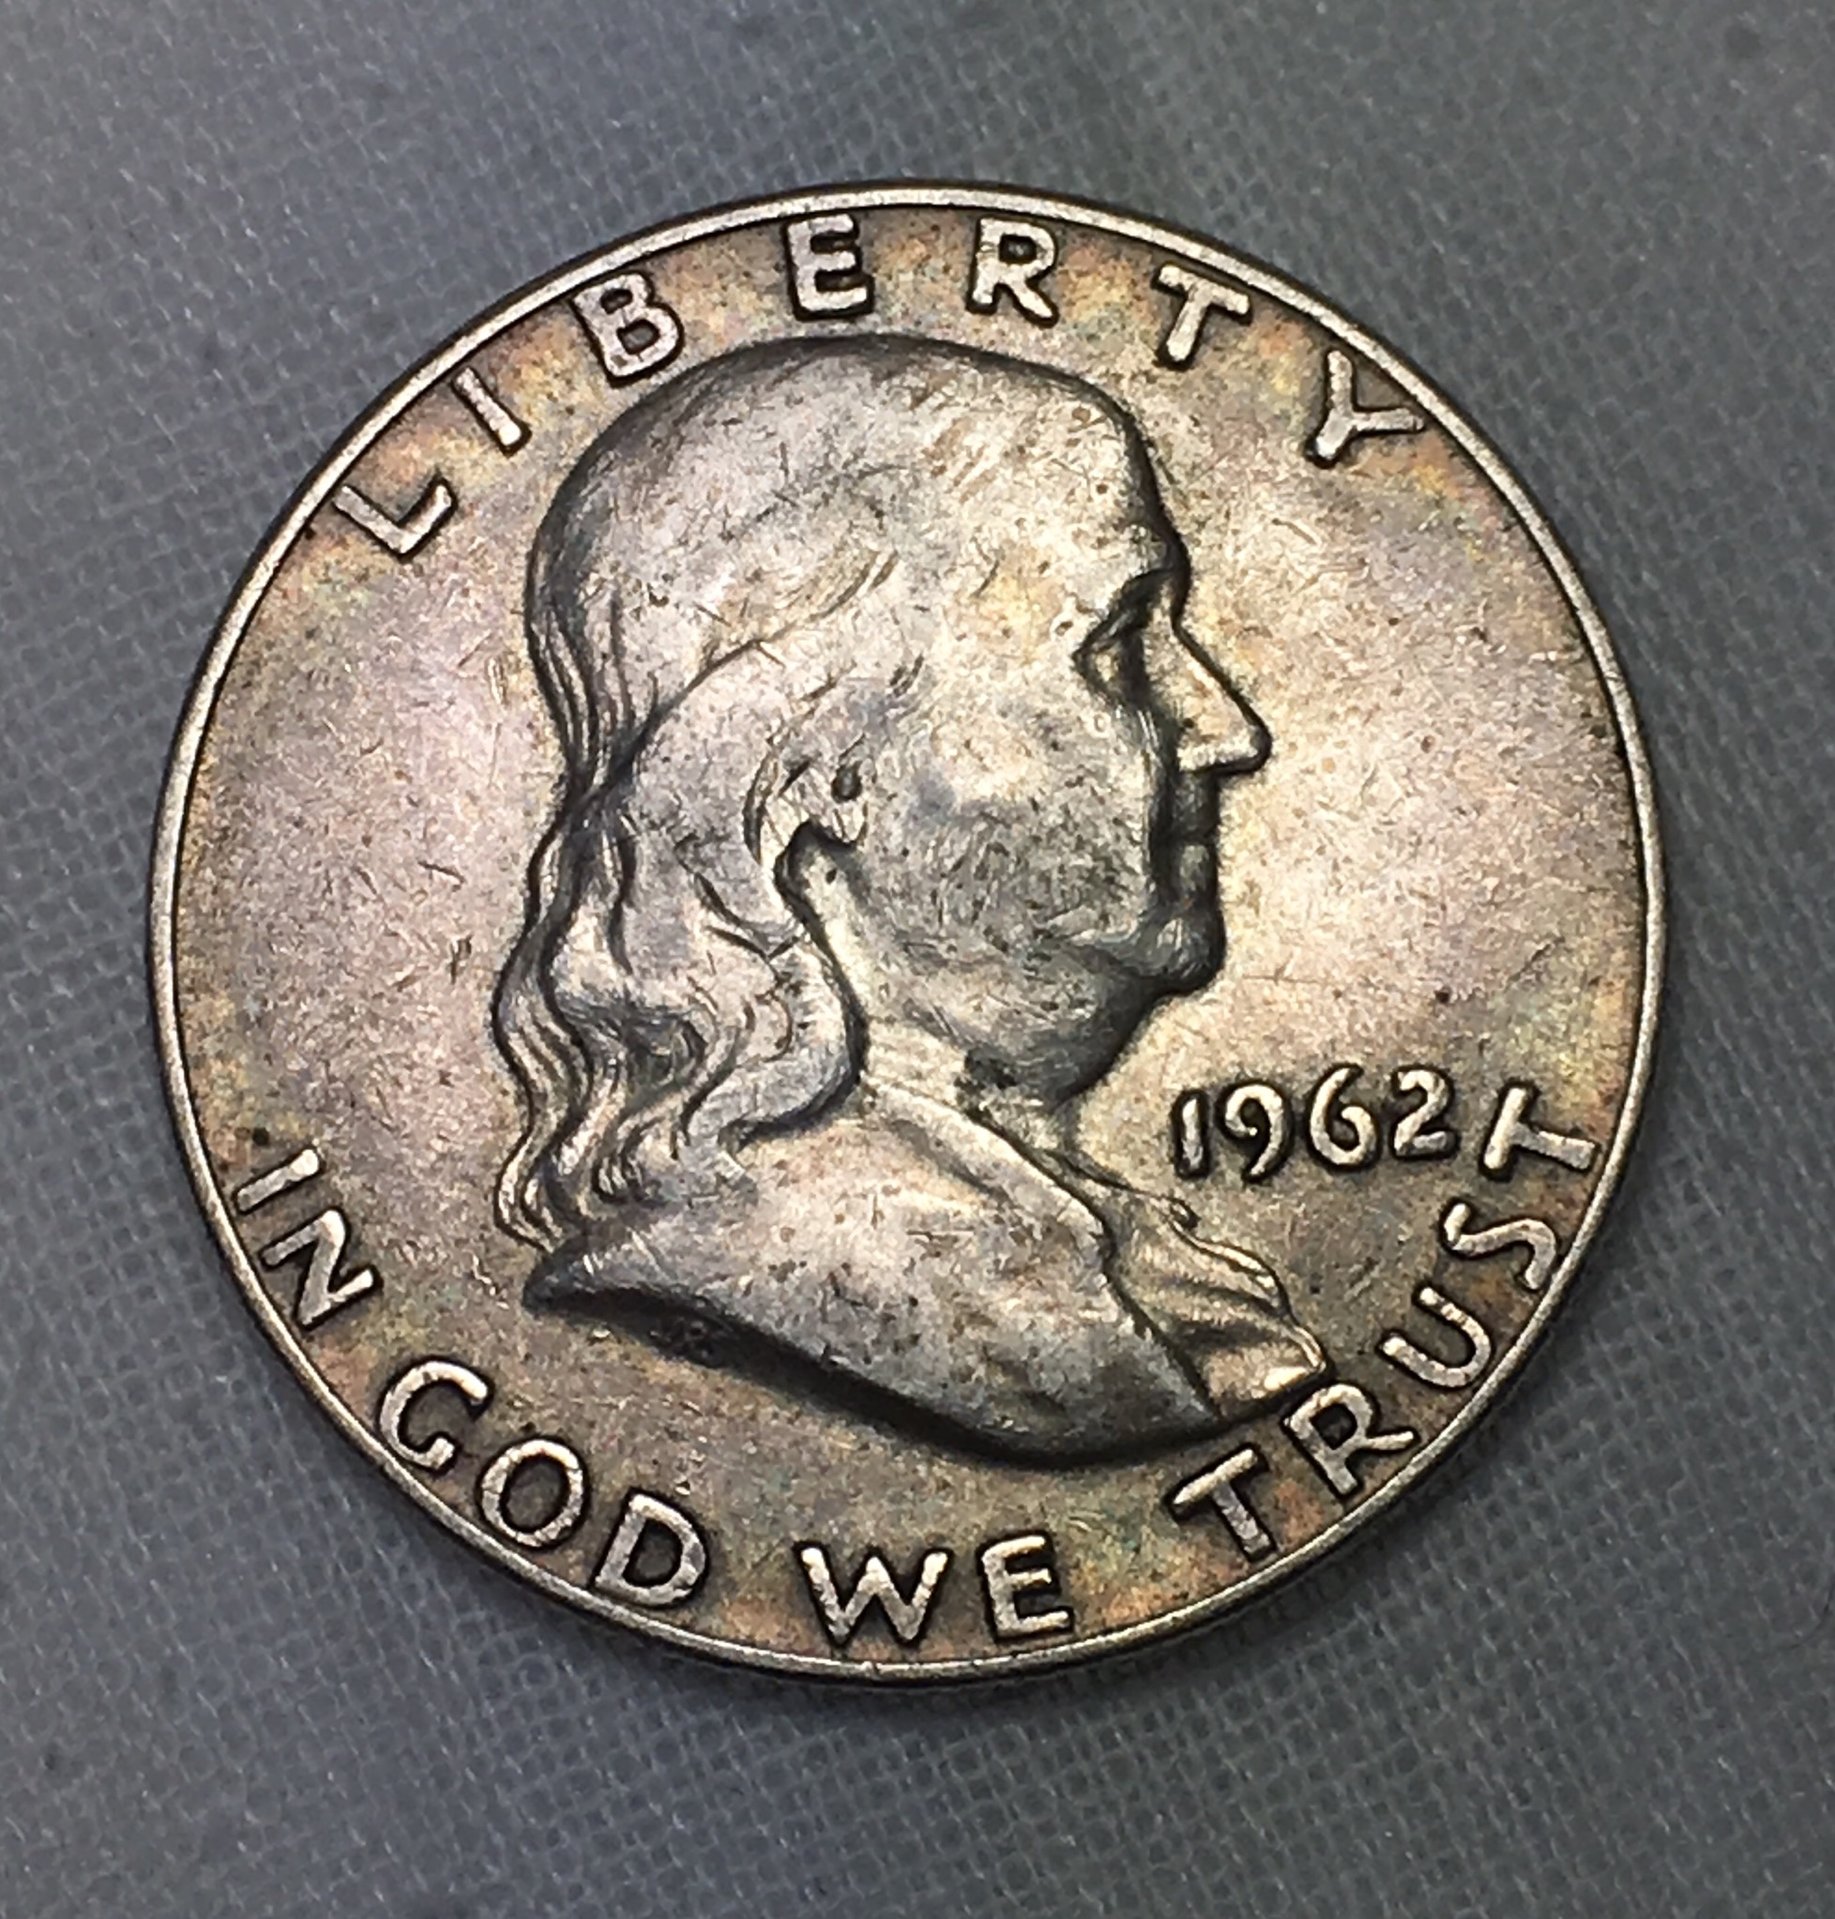 LIBERTY
1962
IN GOD WE TRUST